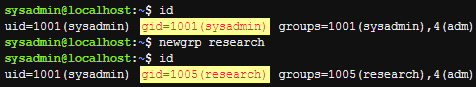 sysadmin@localhost:~$ id
uid=1001(sysadmin) gid=1001(sysadmin) groups=1001(sysadmin),4(adm)
sysadmin@localhost:~$ newgrp research
sysadmin@localhost:~$ id
uid=1001(sysadmin) gid=1005(research) groups=1005(research),4(adm)